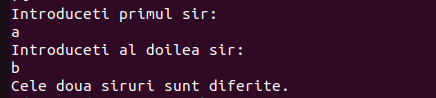 Introduceti primul sir:
a
Introduceti al doilea sir:
b
Cele doua siruri sunt diferite.